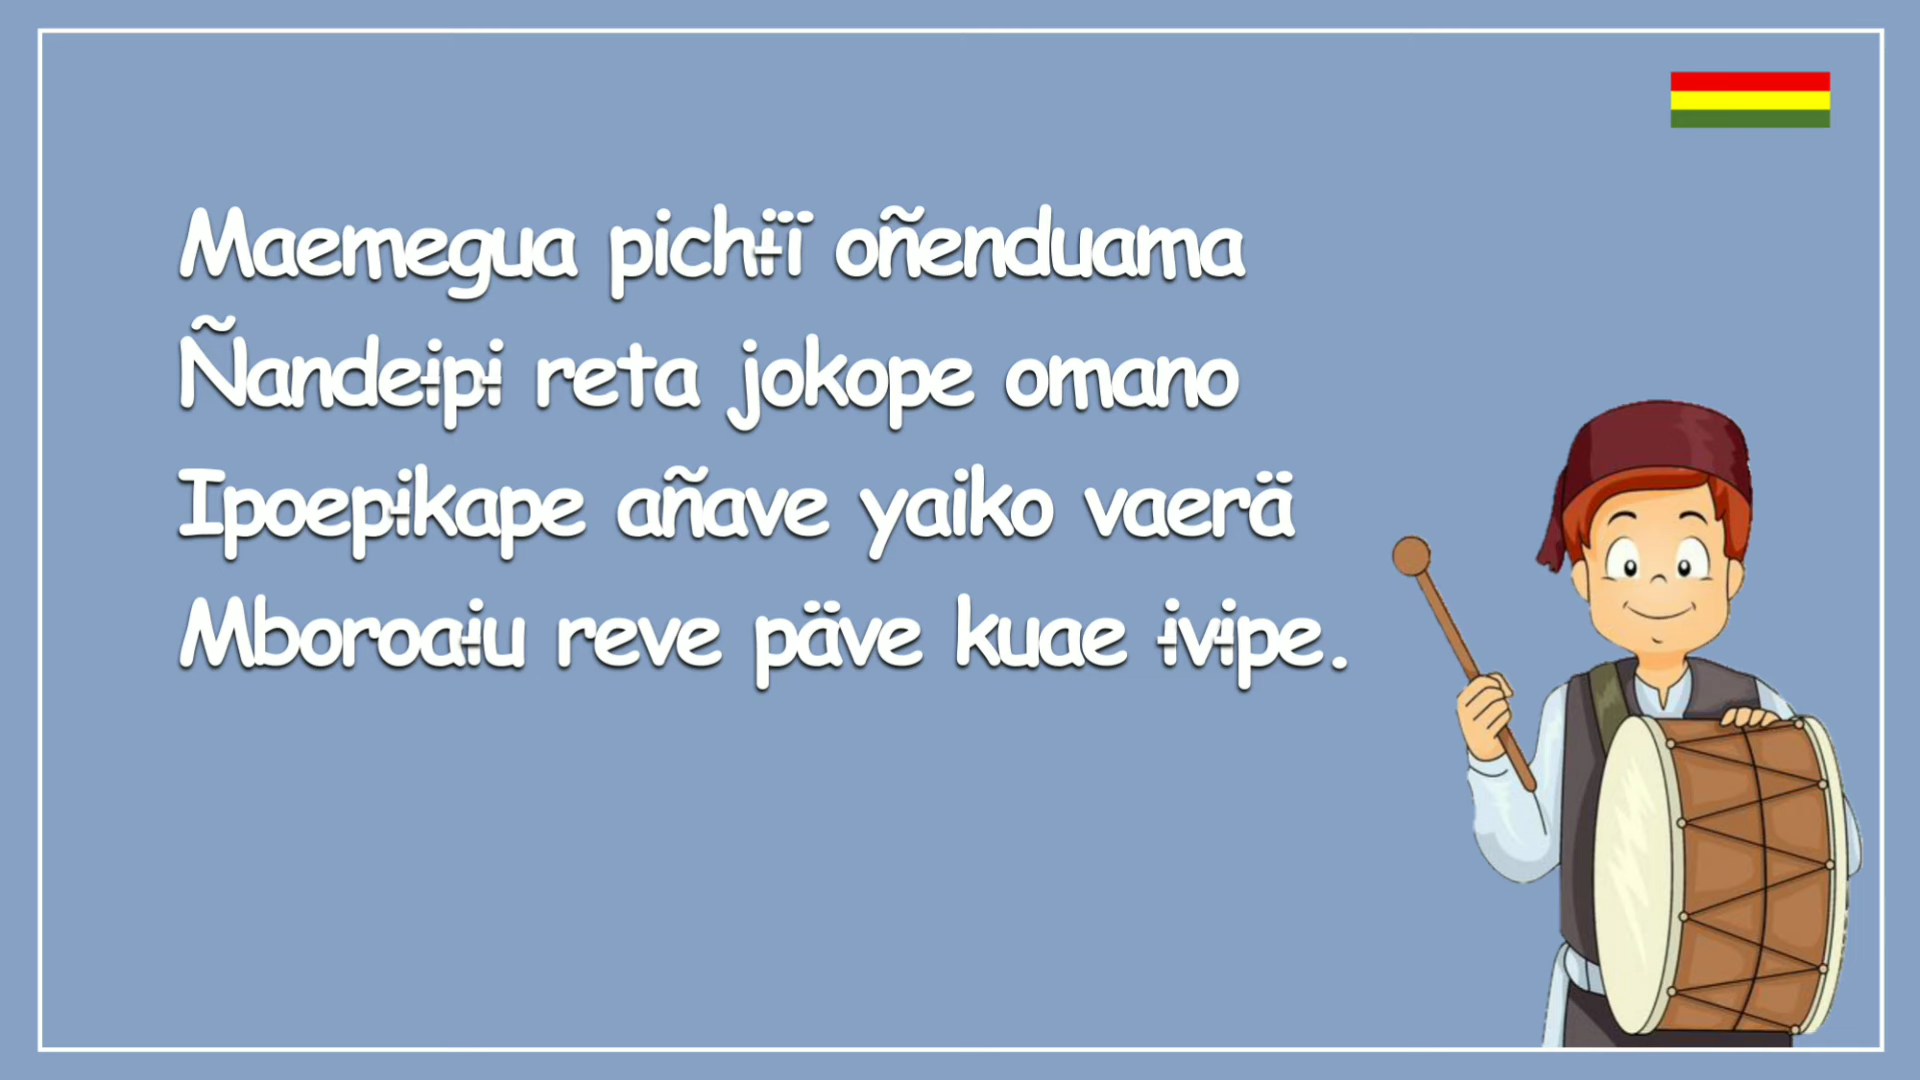 Maemegua pichɨï oñenduama
Ñandeɨpɨ reta jokope omano
Ipoepɨkape añave yaiko vaerä
Mboroaɨu reve päve kuae ɨvɨpe.